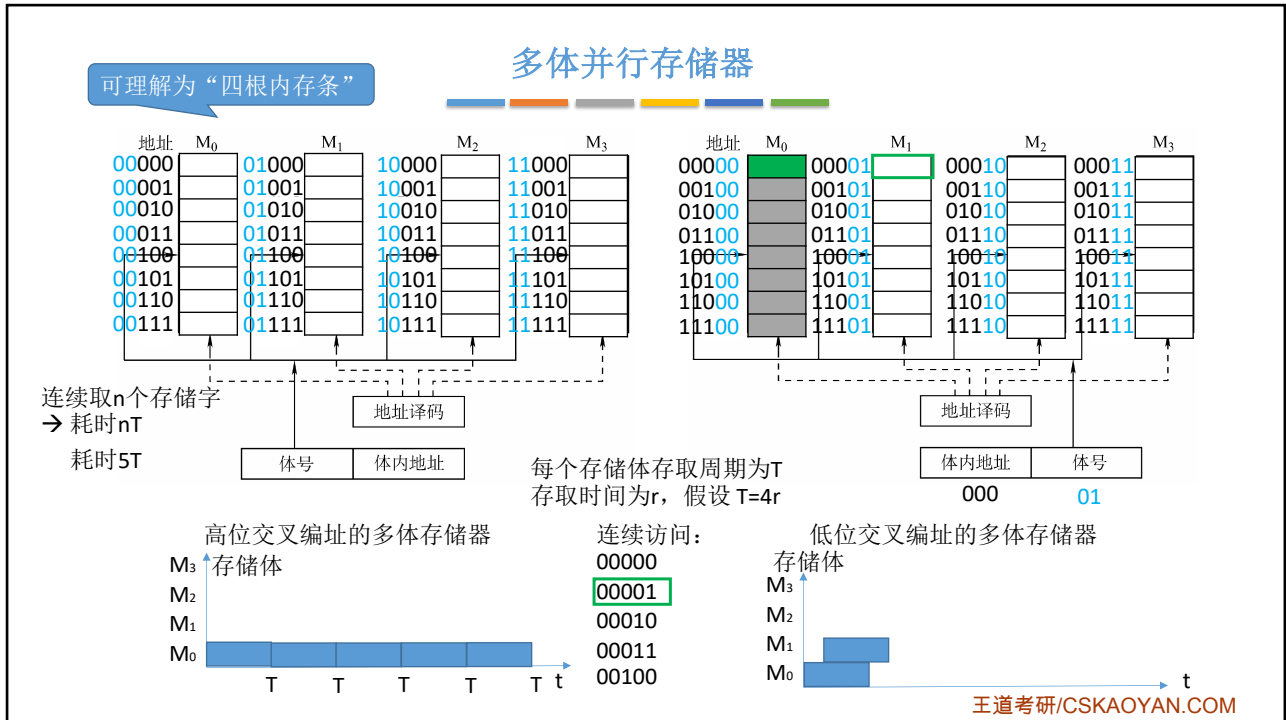 多体并行存储器
可理解为“四根内存条”
地址 M0 M1 M2 M3
00000 01000 10000 11000
00001 01001 10001 11001
00010 01010 10010 11010
00011 01011 10011 11011
00100 01100 10100 11100
00101 01101 10101 11101
00110 01110 10110 11110
00111 01111 10111 11111
地址译码
体号 体内地址
连续取n个存储字
→ 耗时nT
耗时5T
地址 M0 M1 M2 M3
00000 00001 00010 00011
00100 00101 00110 00111
01000 01001 01010 01011
01100 01101 01110 01111
10000 10001 10010 10011
10100 10101 10110 10111
11000 11001 11010 11011
11100 11101 11110 11111
地址译码
体内地址 体号
000 01
每个存储体存取周期为T
存取时间为r，假设 T=4r
高位交叉编址的多体存储器
存储体
M3
M2
M1
M0
T T T T T t
连续访问：
00000
00001
00010
00011
00100
低位交叉编址的多体存储器
存储体
M3
M2
M1
M0
t
王道考研/CSKAOYAN.COM